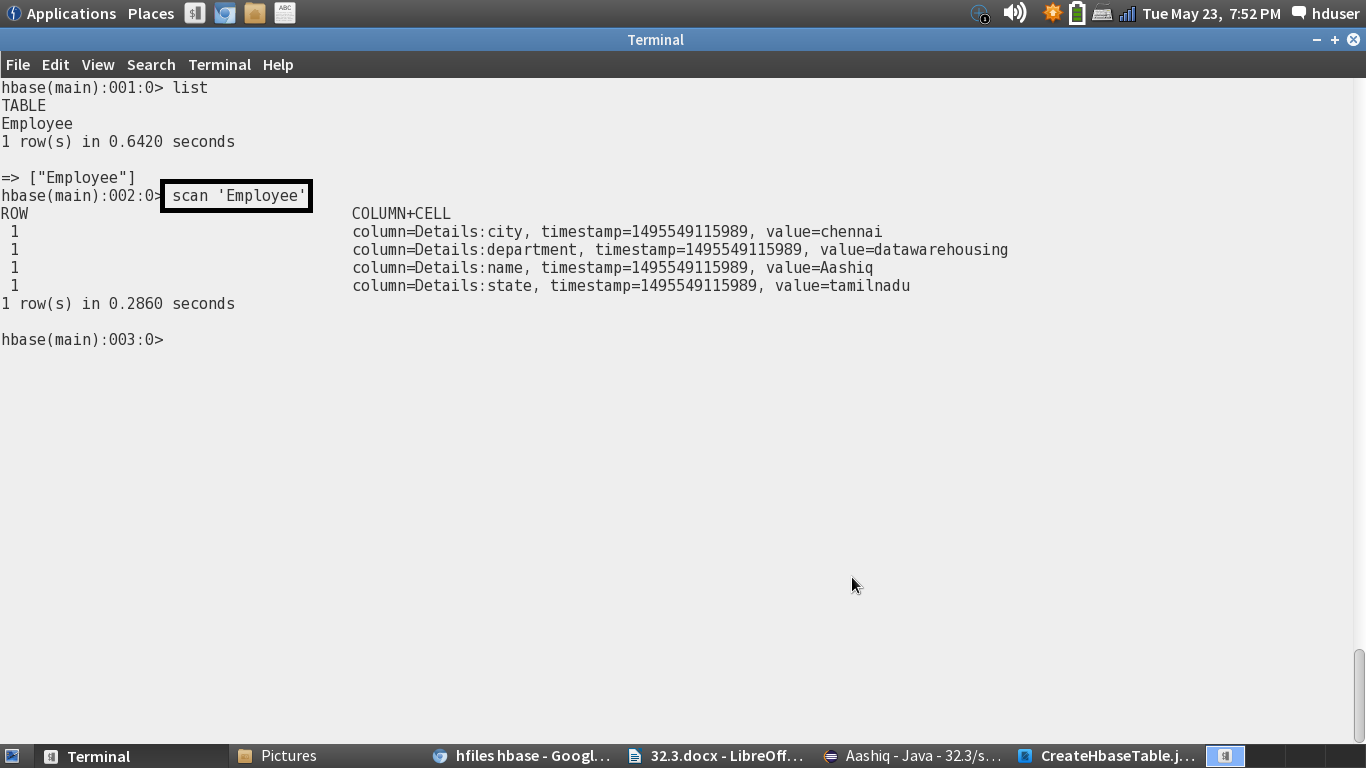 Applications Places Tue May 23, 7:52 PM hduser
Terminal
File Edit View Search Terminal Help
hbase(main):001:0> list
TABLE
Employee
1 row(s) in 0.6420 seconds
=> ["Employee"]
hbase(main):002:0> scan 'Employee'
ROW COLUMN+CELL
1 column=Details:city, timestamp=1495549115989, value=chennai
1 column=Details:department, timestamp=1495549115989, value=datawarehousing
1 column=Details:name, timestamp=1495549115989, value=Aashiq
1 column=Details:state, timestamp=1495549115989, value=tamilnadu
1 row(s) in 0.2860 seconds
hbase(main):003:0>
Terminal Pictures hfiles hbase - Googl... 32.3.docx - LibreOff... Aashiq - Java - 32.3/s... CreateHbaseTable.j...